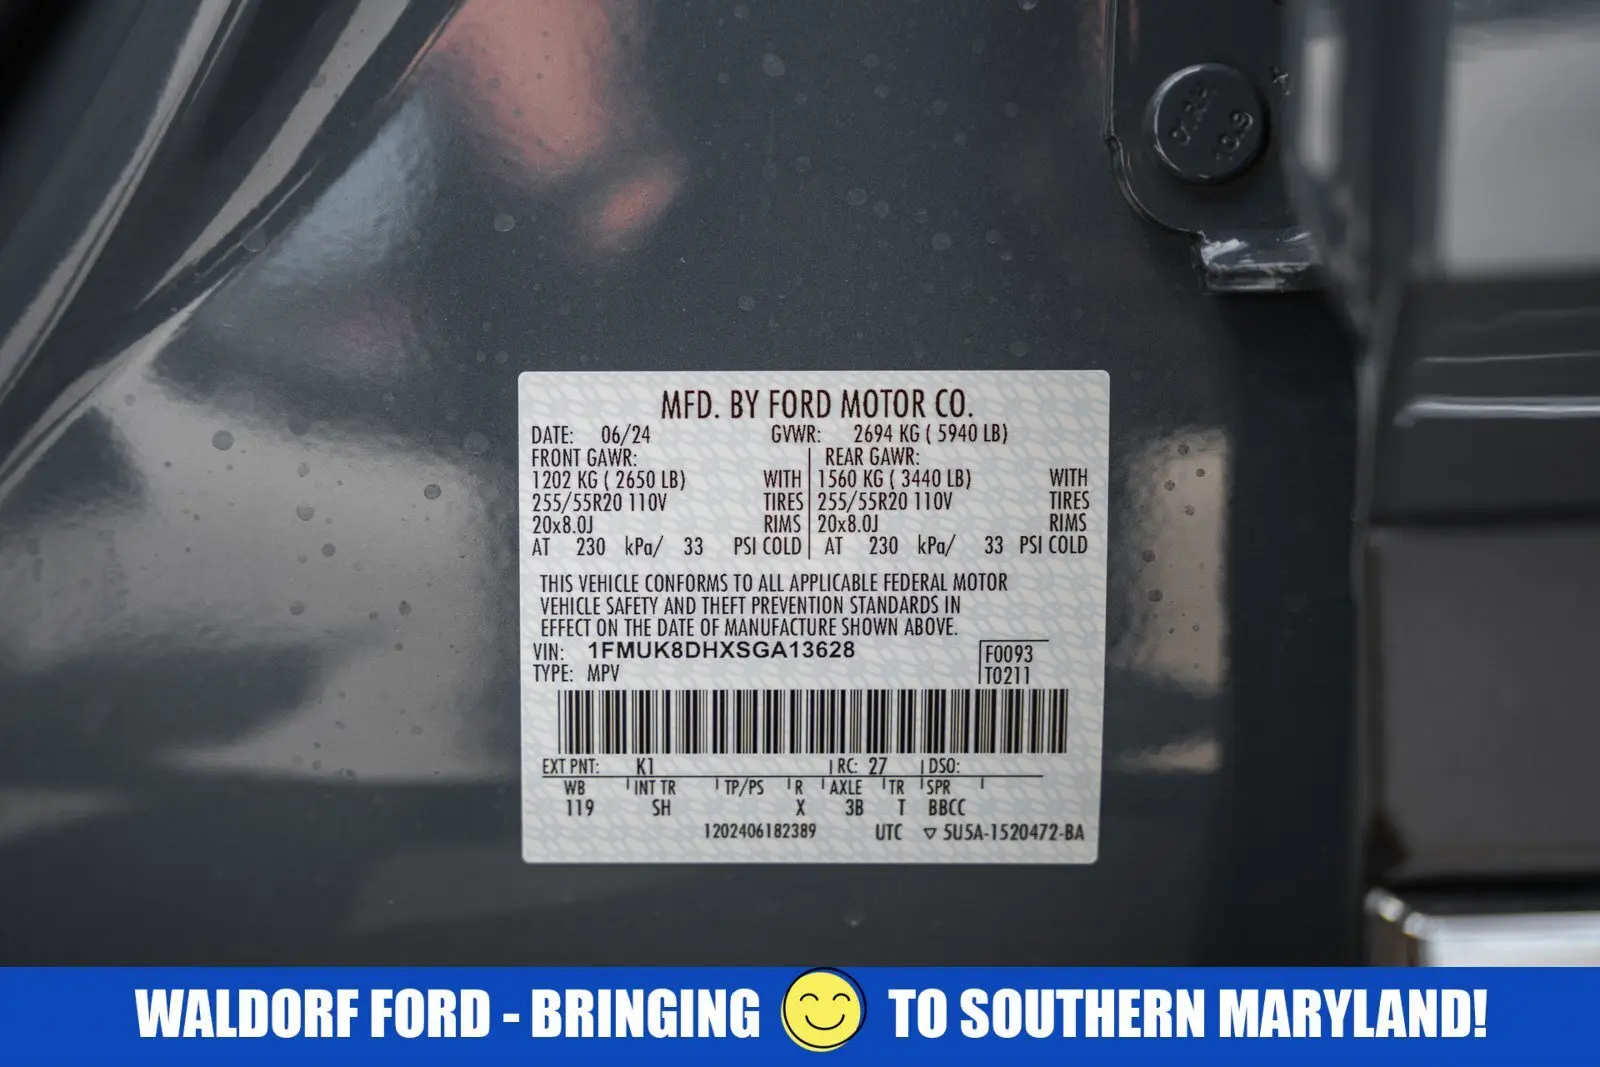 MFD. BY FORD MOTOR CO.
DATE: 06/24 GVWR: 2694 KG ( 5940 LB)
FRONT GAWR: REAR GAWR:
1202 KG ( 2650 LB) WITH 1560 KG ( 3440 LB) WITH
255/55R20 110V TIRES 255/55R20 110V TIRES
20x8.0J RIMS 20x8.0J RIMS
AT 230 kPa/ 33 PSI COLD AT 230 kPa/ 33 PSI COLD
THIS VEHICLE CONFORMS TO ALL APPLICABLE FEDERAL MOTOR
VEHICLE SAFETY AND THEFT PREVENTION STANDARDS IN
EFFECT ON THE DATE OF MANUFACTURE SHOWN ABOVE.
VIN: 1FMUK8DHXSGA13628 F0093
TYPE: MPV T0211
EXT PNT: K1 RC: 27 DSO:
WB INT TR TP/PS R AXLE TR SPR
119 SH X 3B T BBCC
1202406182389 UTC ▽ 5U5A-1520472-BA
WALDORF FORD - BRINGING TO SOUTHERN MARYLAND!